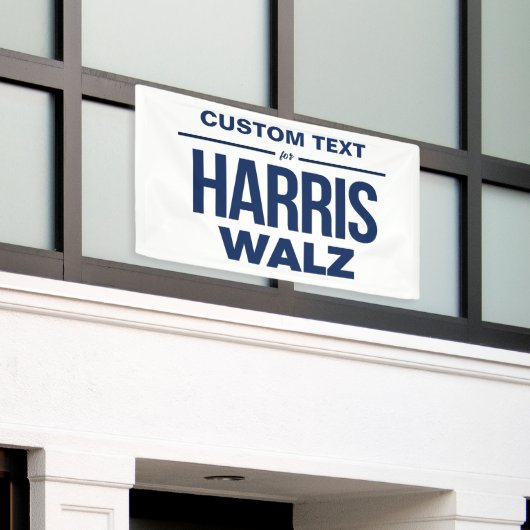 CUSTOM TEXT
for
HARRIS
WALZ